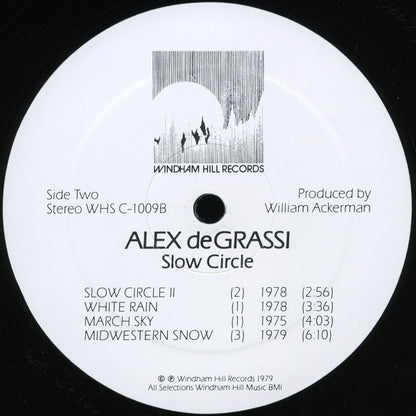 WINDHAM HILL RECORDS
Side Two
Stereo WHS C-1009B
Produced by
William Ackerman
ALEX deGRASSI
Slow Circle
SLOW CIRCLE II (2) 1978 (2:56)
WHITE RAIN (1) 1978 (3:36)
MARCH SKY (1) 1975 (4:03)
MIDWESTERN SNOW (3) 1979 (6:10)
© ℗ Windham Hill Records 1979
All Selections Windham Hill Music BMI